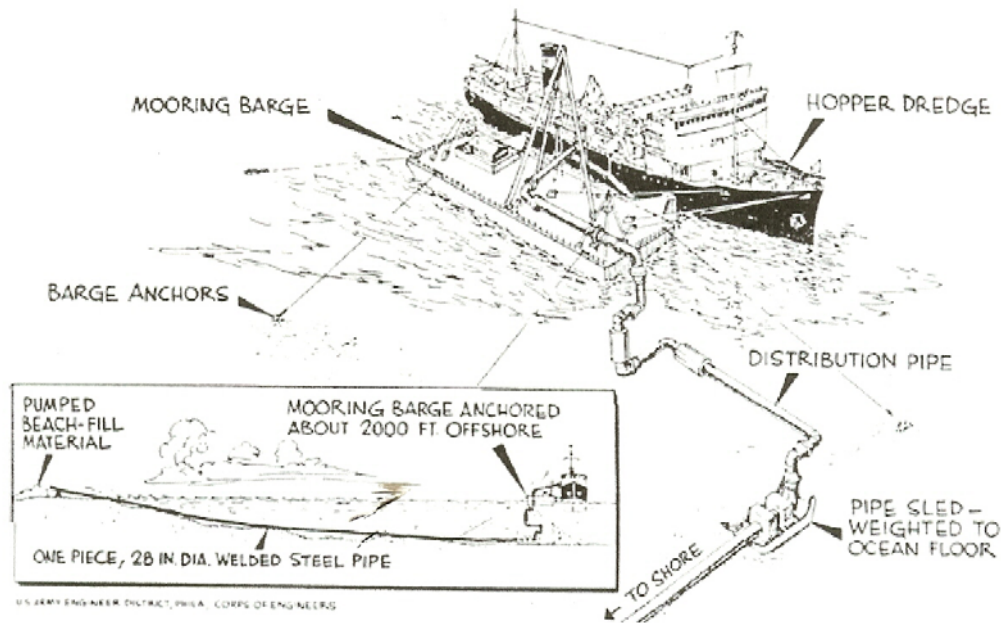 MOORING BARGE
HOPPER DREDGE
BARGE ANCHORS
DISTRIBUTION PIPE
PUMPED
BEACH-FILL
MATERIAL
MOORING BARGE ANCHORED
ABOUT 2000 FT. OFFSHORE
ONE PIECE, 28 IN. DIA. WELDED STEEL PIPE
PIPE SLED –
WEIGHTED TO
OCEAN FLOOR
TO SHORE
U.S. ARMY ENGINEER DISTRICT, PHILA. CORPS OF ENGINEERS